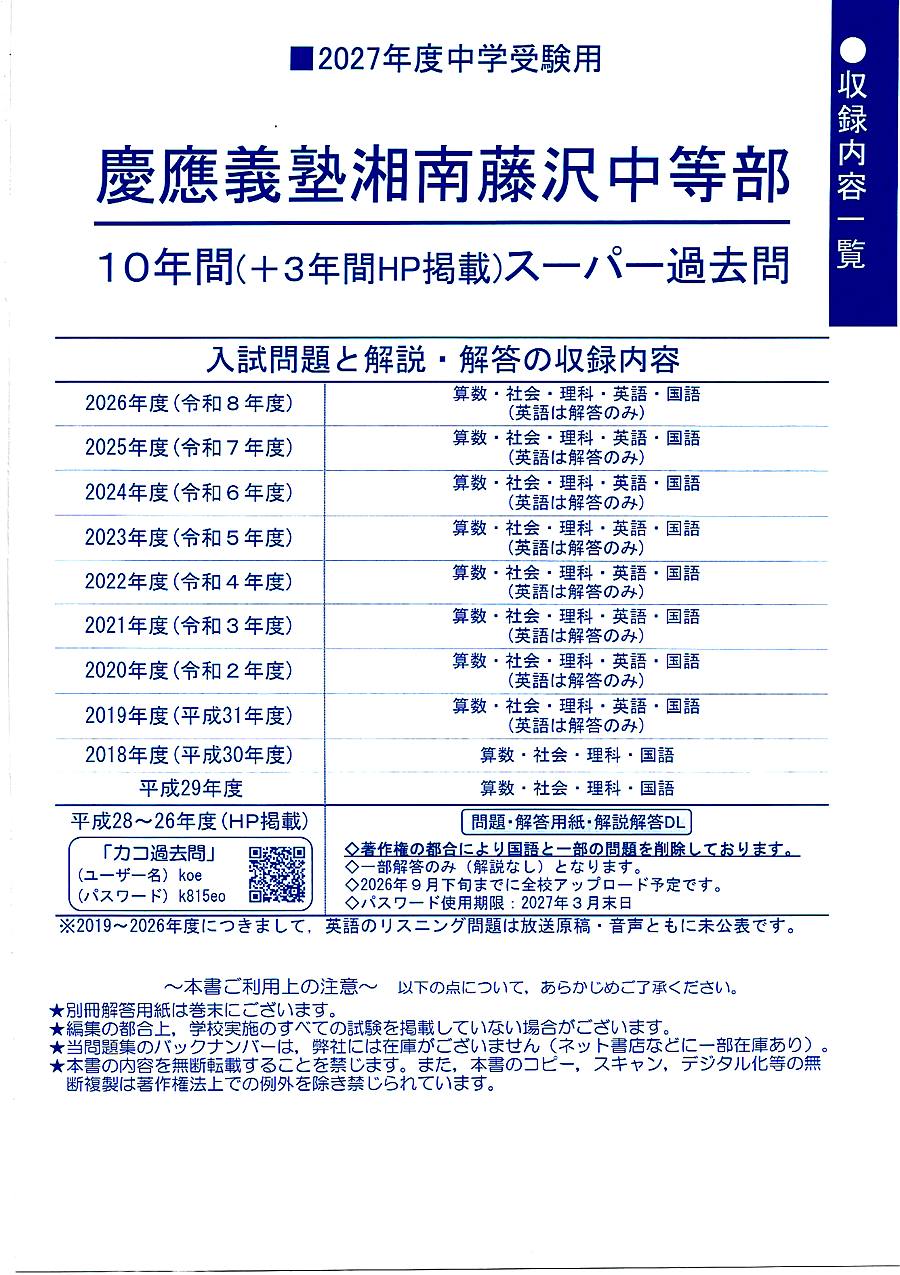 ■2027年度中学受験用
●収録内容一覧
慶應義塾湘南藤沢中等部
10年間(＋3年間HP掲載)スーパー過去問
入試問題と解説・解答の収録内容
2026年度(令和8年度)
算数・社会・理科・英語・国語
(英語は解答のみ)
2025年度(令和7年度)
算数・社会・理科・英語・国語
(英語は解答のみ)
2024年度(令和6年度)
算数・社会・理科・英語・国語
(英語は解答のみ)
2023年度(令和5年度)
算数・社会・理科・英語・国語
(英語は解答のみ)
2022年度(令和4年度)
算数・社会・理科・英語・国語
(英語は解答のみ)
2021年度(令和3年度)
算数・社会・理科・英語・国語
(英語は解答のみ)
2020年度(令和2年度)
算数・社会・理科・英語・国語
(英語は解答のみ)
2019年度(平成31年度)
算数・社会・理科・英語・国語
(英語は解答のみ)
2018年度(平成30年度)
算数・社会・理科・国語
平成29年度
算数・社会・理科・国語
平成28～26年度(HP掲載)
「カコ過去問」
(ユーザー名) koe
(パスワード) k815eo
問題・解答用紙・解説解答DL
◇著作権の都合により国語と一部の問題を削除しております。
◇一部解答のみ（解説なし）となります。
◇2026年9月下旬までに全校アップロード予定です。
◇パスワード使用期限：2027年3月末日
※2019～2026年度につきまして，英語のリスニング問題は放送原稿・音声ともに未公表です。
～本書ご利用上の注意～ 以下の点について，あらかじめご了承ください。
★別冊解答用紙は巻末にございます。
★編集の都合上，学校実施のすべての試験を掲載していない場合がございます。
★当問題集のバックナンバーは，弊社には在庫がございません（ネット書店などに一部在庫あり）。
★本書の内容を無断転載することを禁じます。また，本書のコピー，スキャン，デジタル化等の無
断複製は著作権法上での例外を除き禁じられています。